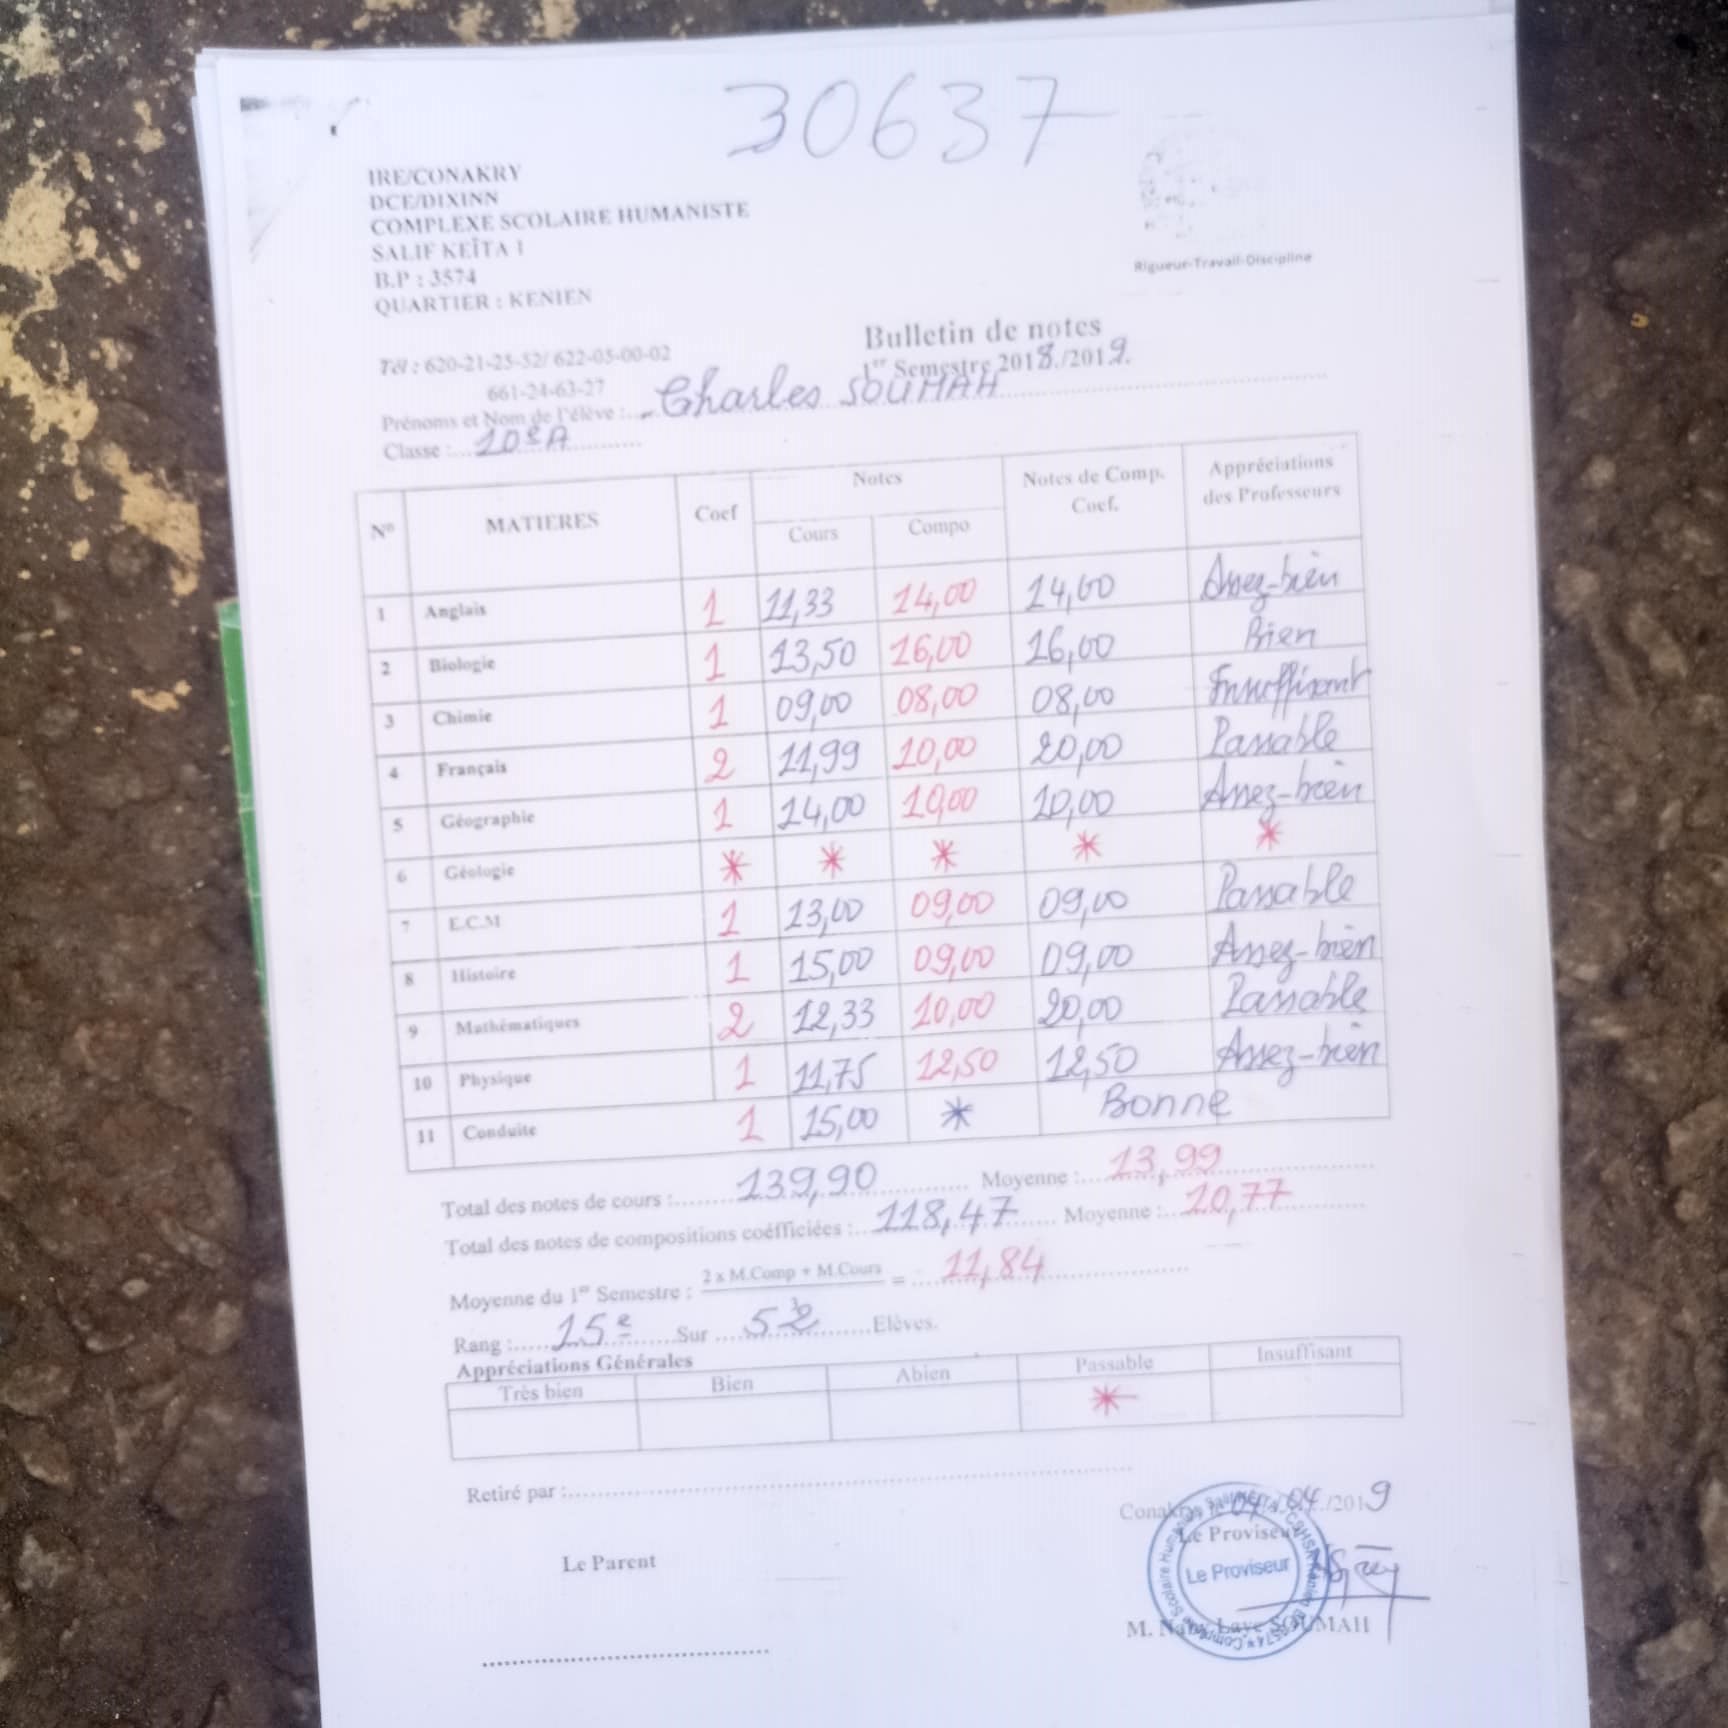 30637
IRE/CONAKRY
DCE/DIXINN
COMPLEXE SCOLAIRE HUMANISTE
SALIF KEÏTA 1
B.P : 3574
QUARTIER : KENIEN
Rigueur-Travail-Discipline
Tél : 620-21-25-52/ 622-05-00-02
661-24-63-27
Bulletin de notes
1er Semestre 2018/2019.
Prénoms et Nom de l'élève : Charles SOUMAH
Classe : 10e A
N° MATIERES Coef Notes Notes de Comp. Coef. Appréciations des Professeurs
Cours Compo
1 Anglais 1 11,33 14,00 14,00 Assez-bien
2 Biologie 1 13,50 16,00 16,00 Bien
3 Chimie 1 09,00 08,00 08,00 Insuffisant
4 Français 2 11,99 10,00 20,00 Passable
5 Géographie 1 14,00 10,00 10,00 Assez-bien
6 Géologie * * * * *
7 E.C.M 1 13,00 09,00 09,00 Passable
8 Histoire 1 15,00 09,00 09,00 Assez-bien
9 Mathématiques 2 12,33 10,00 20,00 Passable
10 Physique 1 11,75 12,50 12,50 Assez-bien
11 Conduite 1 15,00 * Bonne
Total des notes de cours : 139,90 Moyenne : 13,99
Total des notes de compositions coéfficiées : 118,47 Moyenne : 10,77
Moyenne du 1er Semestre : 2 x M.Comp + M.Cours = 11,84
Rang : 15e Sur 52 Elèves.
Appréciations Générales
Très bien Bien Abien Passable Insuffisant
*
Retiré par :
Conakry le 04/04/2019
Le Proviseur
Le Proviseur
Le Parent
M. Naby Laye SOUMAH